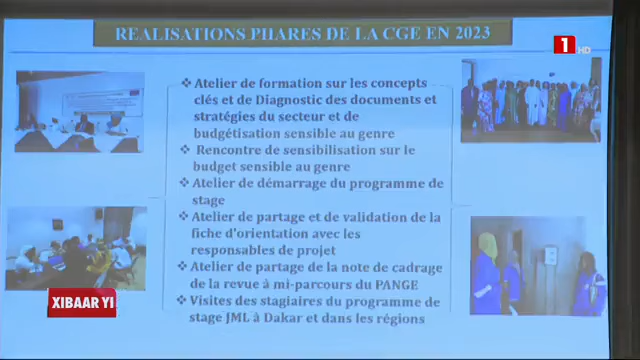 REALISATIONS PHARES DE LA CGE EN 2023
1 HD
❖ Atelier de formation sur les concepts
clés et de Diagnostic des documents et
stratégies du secteur et de
budgétisation sensible au genre
❖ Rencontre de sensibilisation sur le
budget sensible au genre
❖ Atelier de démarrage du programme de
stage
❖ Atelier de partage et de validation de la
fiche d'orientation avec les
responsables de projet
❖ Atelier de partage de la note de cadrage
de la revue à mi-parcours du PANGE
❖ Visites des stagiaires du programme de
stage JML à Dakar et dans les régions
XIBAAR YI